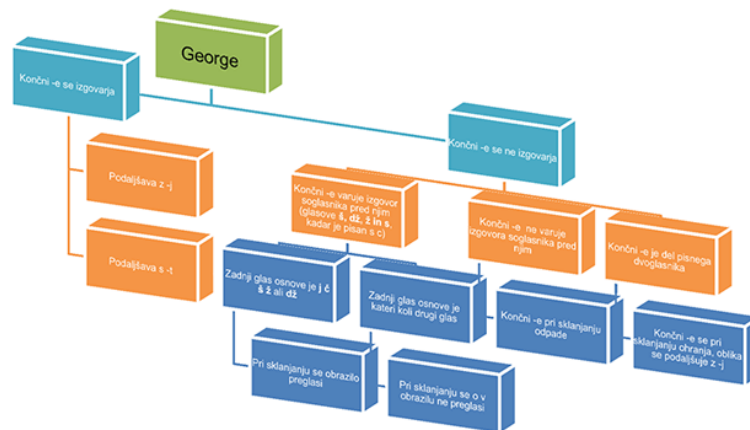 George
Končni -e se izgovarja
Končni -e se ne izgovarja
Podaljšava z -j
Podaljšava s -t
Končni -e varuje izgovor
soglasnika pred njim
(glasove š, dž, ž in s,
kadar je pisan s c)
Končni -e  ne varuje
izgovora soglasnika pred
njim
Končni -e je del pisnega
dvoglasnika
Zadnji glas osnove je j č
š ž ali dž
Zadnji glas osnove je
kateri koli drugi glas
Končni -e pri sklanjanju
odpade
Končni -e se pri
sklanjanju ohranja, oblika
se podaljšuje z -j
Pri sklanjanju se obrazilo
preglasi
Pri sklanjanju se o v
obrazilu ne preglasi